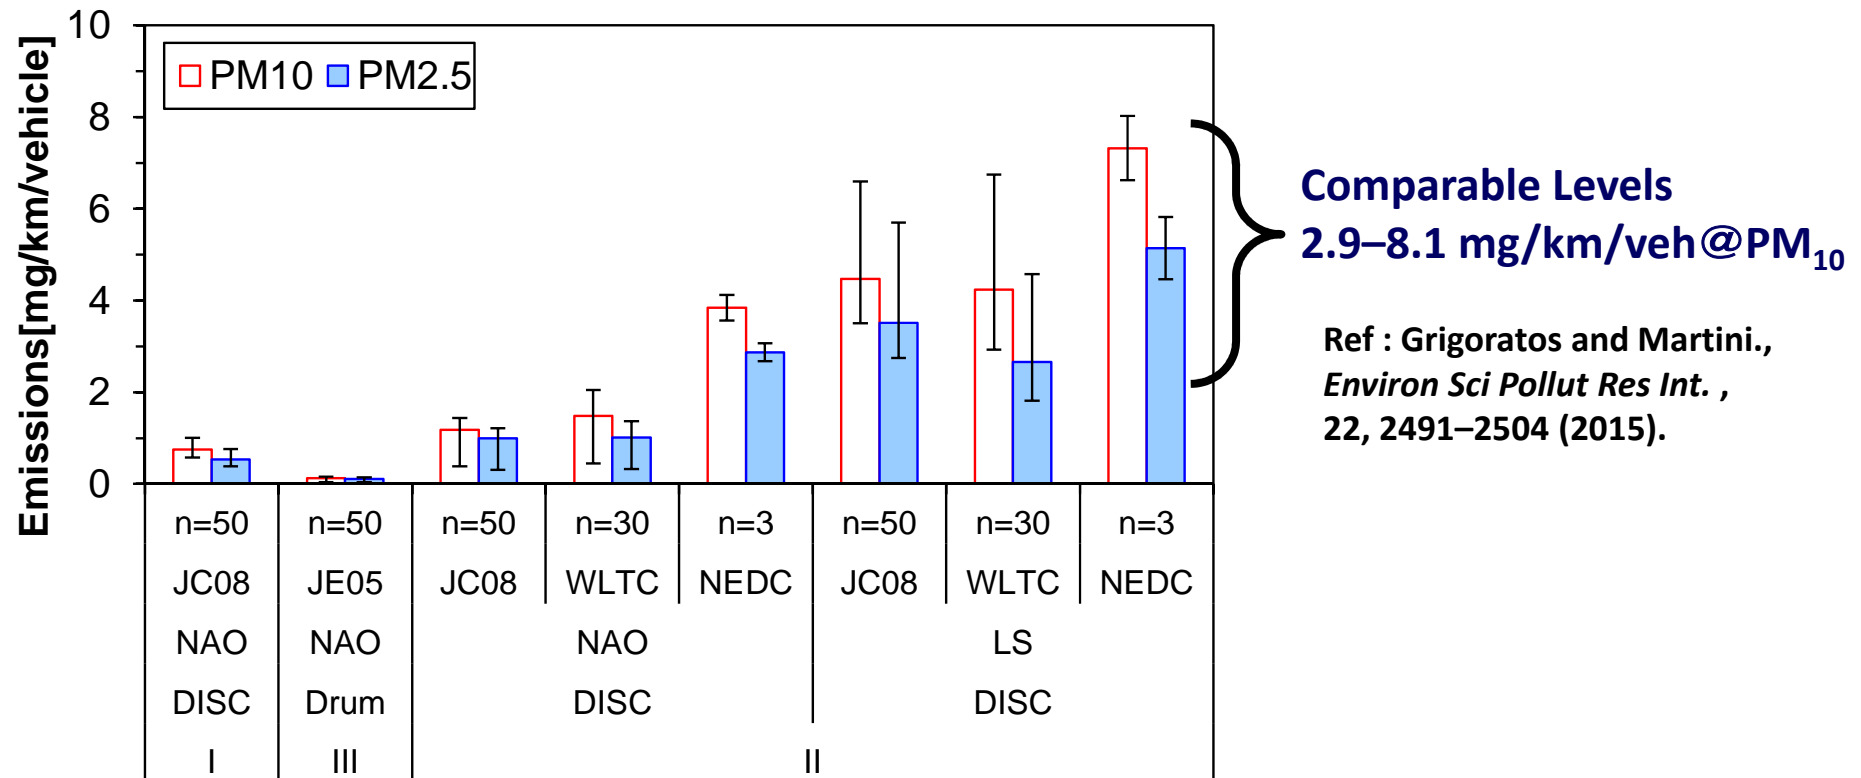 Emissions[mg/km/vehicle]
10
8
6
4
2
0
PM10 PM2.5
n=50 n=50 n=50 n=30 n=3 n=50 n=30 n=3
JC08 JE05 JC08 WLTC NEDC JC08 WLTC NEDC
NAO NAO NAO LS
DISC Drum DISC DISC
I III II
Comparable Levels
2.9–8.1 mg/km/veh@PM10
Ref : Grigoratos and Martini.,
Environ Sci Pollut Res Int. ,
22, 2491–2504 (2015).